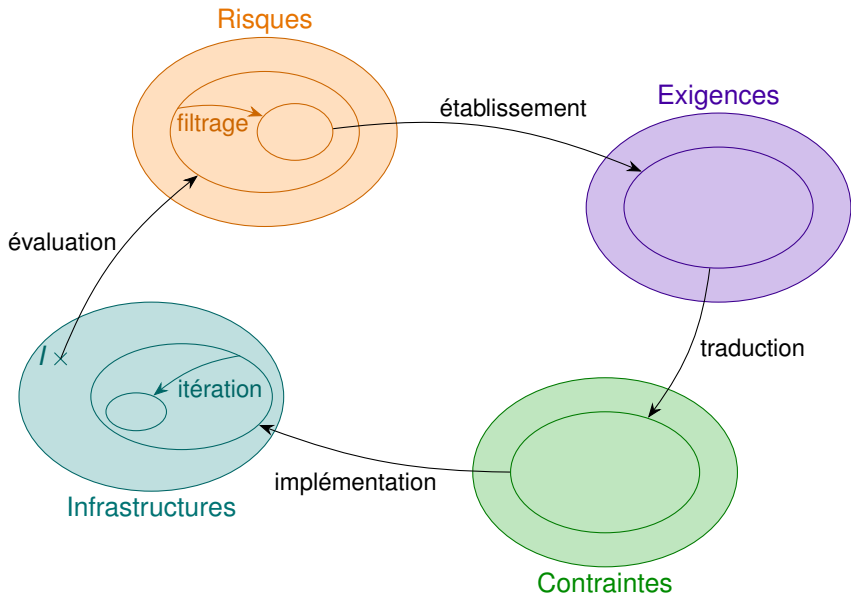 Risques
filtrage
établissement
Exigences
évaluation
I
itération
traduction
implémentation
Infrastructures
Contraintes